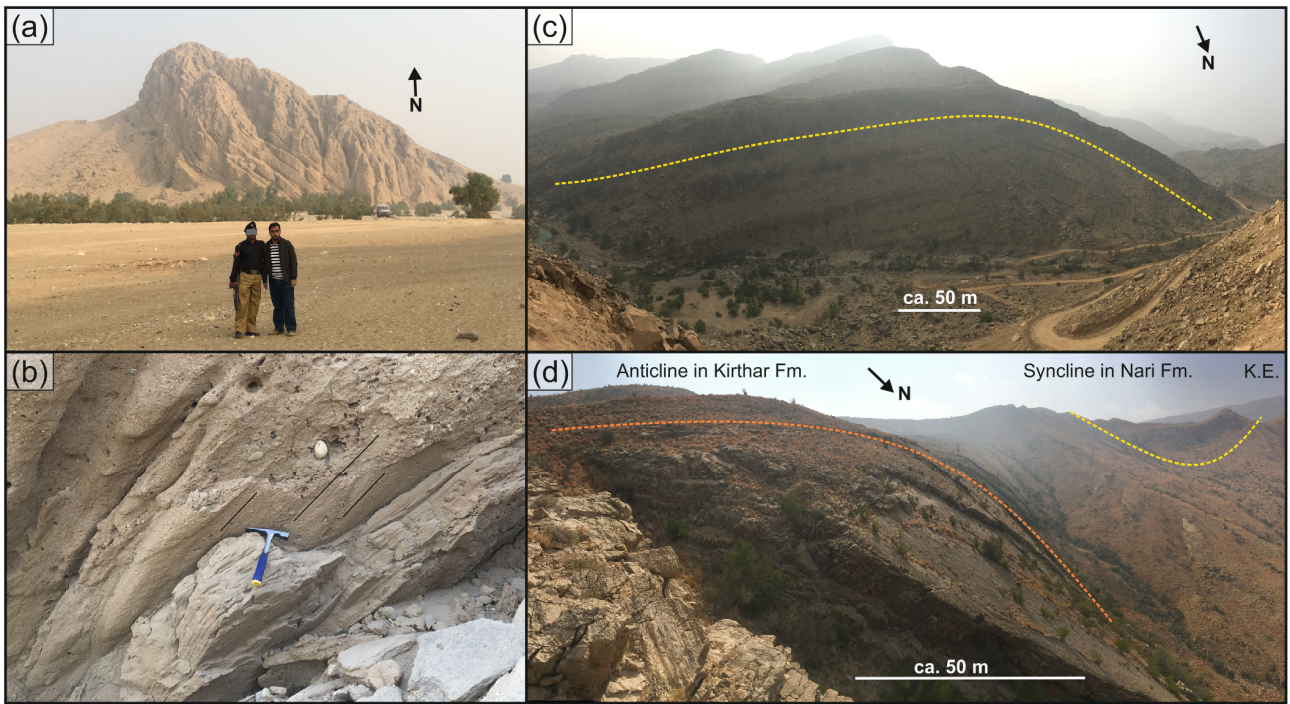 (a)
N
(b)
(c)
N
ca. 50 m
(d)
Anticline in Kirthar Fm.
Syncline in Nari Fm.
K.E.
N
ca. 50 m